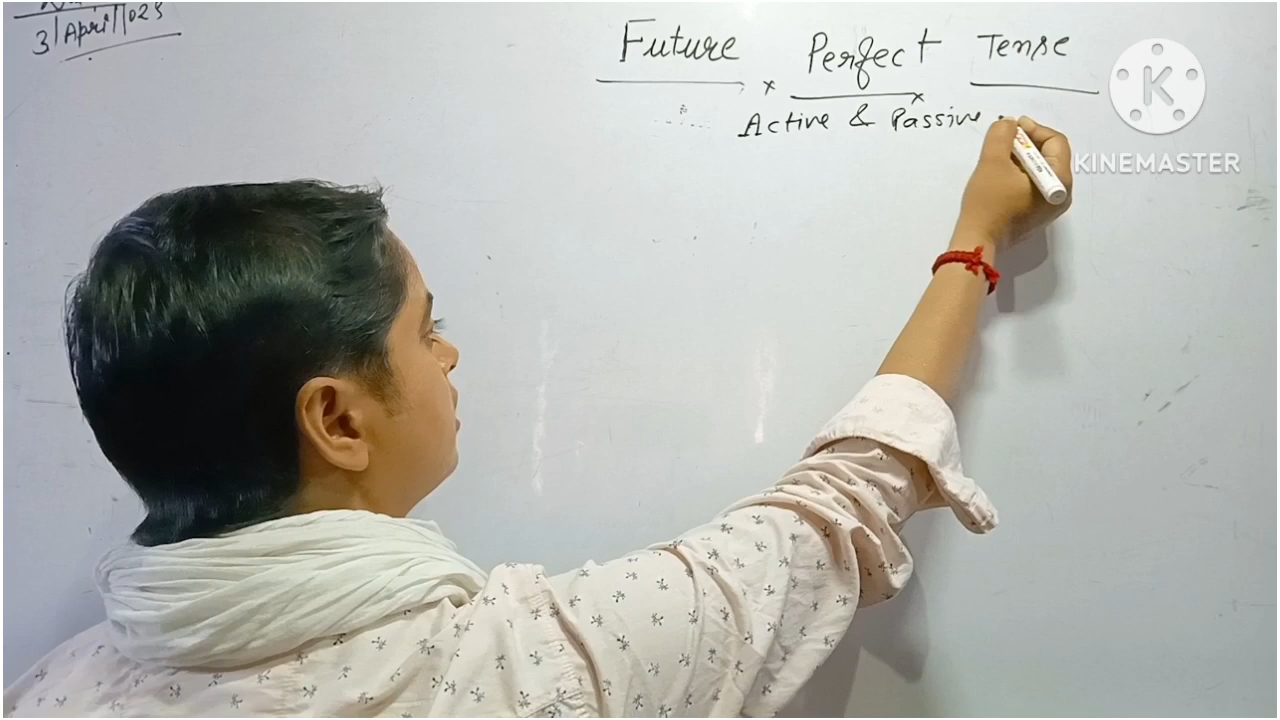 3 April 023
Future Perfect Tense
Active & Passive
K
KINEMASTER